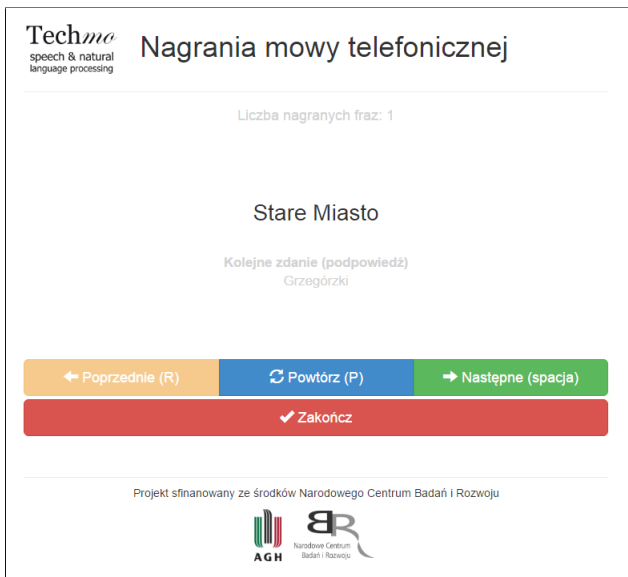 Techmo
speech & natural
language processing
Nagrania mowy telefonicznej
Liczba nagranych fraz: 1
Stare Miasto
Kolejne zdanie (podpowiedź)
Grzegórzki
Poprzednie (R)
Powtórz (P)
Następne (spacja)
Zakończ
Projekt sfinansowany ze środków Narodowego Centrum Badań i Rozwoju
AGH
Narodowe Centrum
Badań i Rozwoju